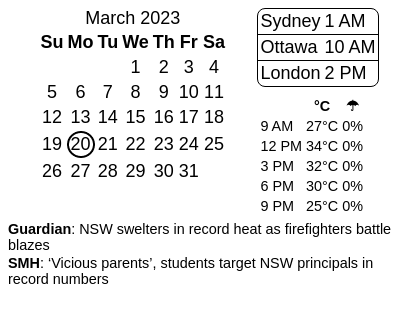 March 2023
Su Mo Tu We Th Fr Sa
1 2 3 4
5 6 7 8 9 10 11
12 13 14 15 16 17 18
19 20 21 22 23 24 25
26 27 28 29 30 31
Sydney 1 AM
Ottawa 10 AM
London 2 PM
°C ☂
9 AM 27°C 0%
12 PM 34°C 0%
3 PM 32°C 0%
6 PM 30°C 0%
9 PM 25°C 0%
Guardian: NSW swelters in record heat as firefighters battle
blazes
SMH: ‘Vicious parents’, students target NSW principals in
record numbers